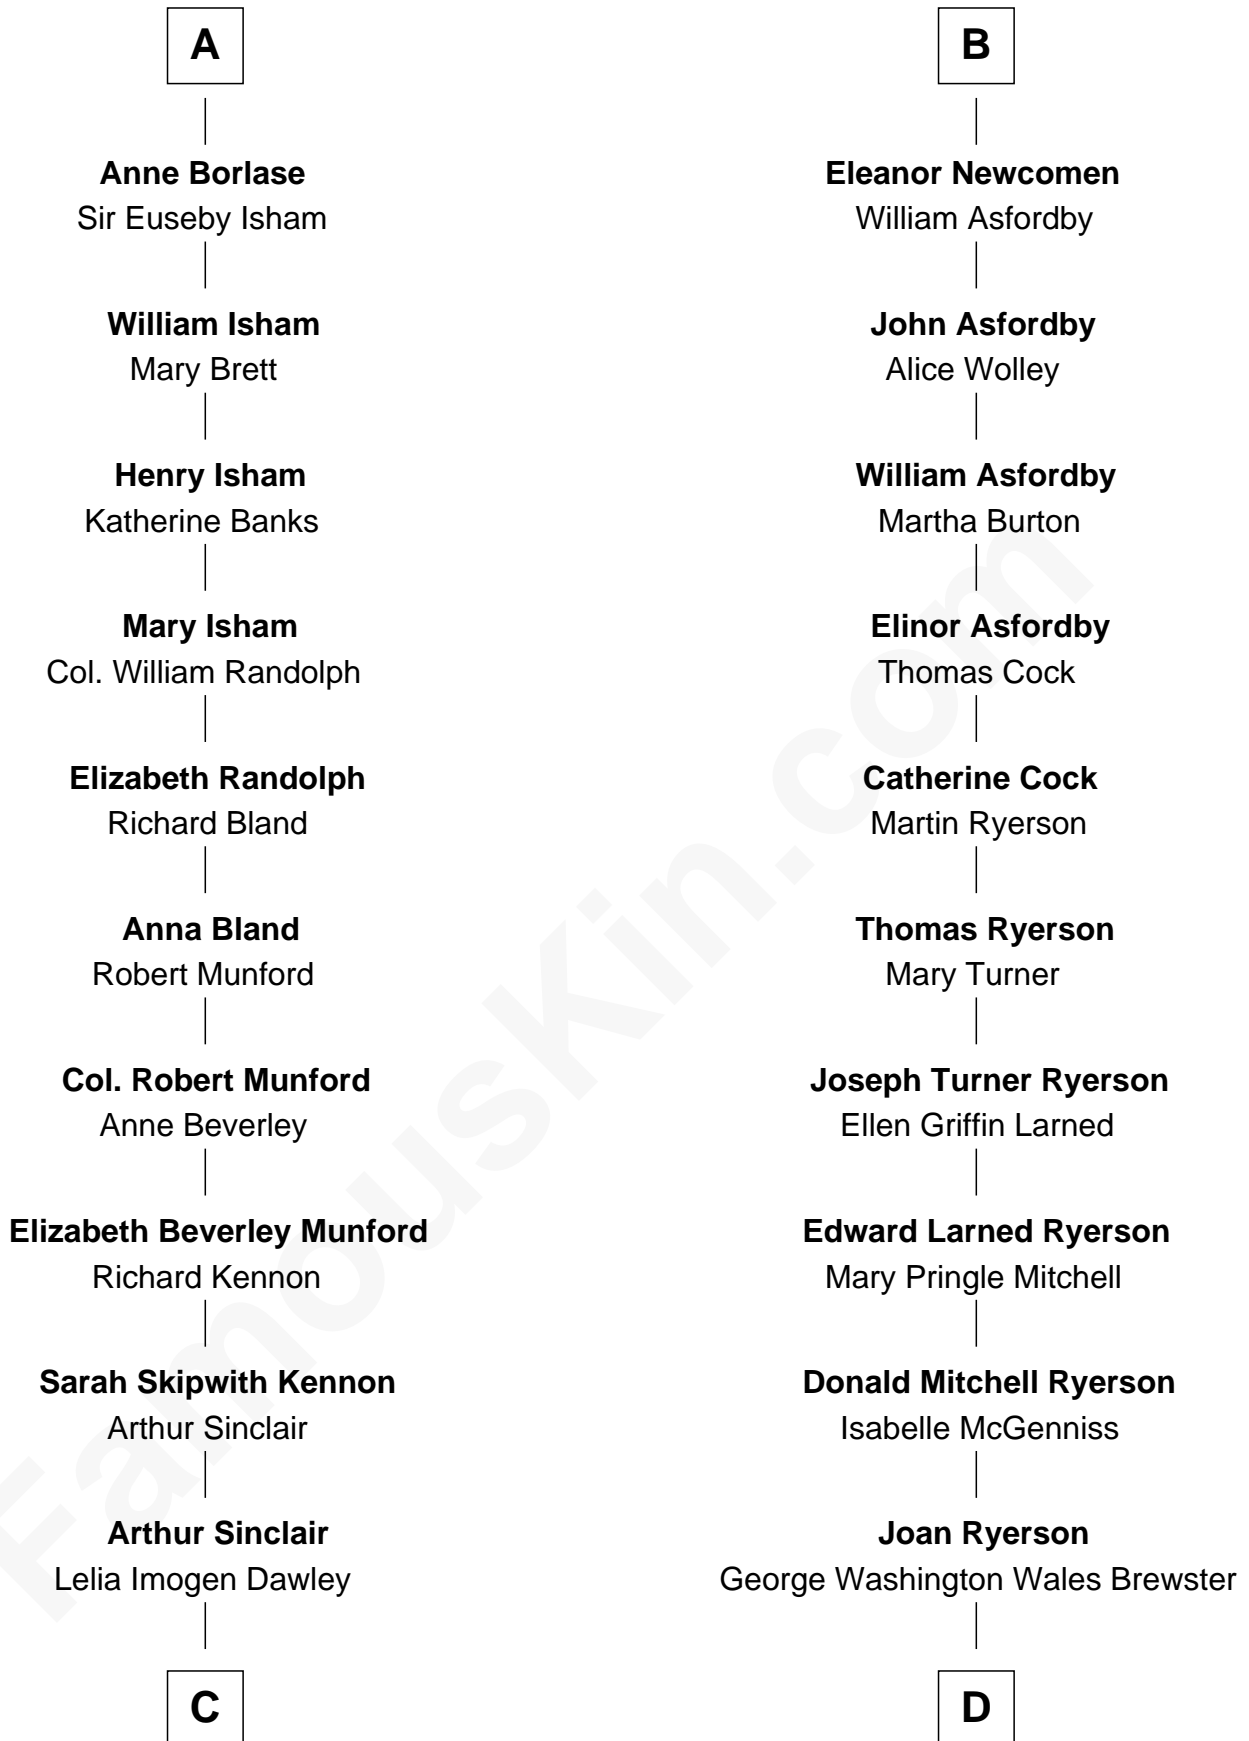 A
Anne Borlase
Sir Euseby Isham
William Isham
Mary Brett
Henry Isham
Katherine Banks
Mary Isham
Col. William Randolph
Elizabeth Randolph
Richard Bland
Anna Bland
Robert Munford
Col. Robert Munford
Anne Beverley
Elizabeth Beverley Munford
Richard Kennon
Sarah Skipwith Kennon
Arthur Sinclair
Arthur Sinclair
Lelia Imogen Dawley
C
B
Eleanor Newcomen
William Asfordby
John Asfordby
Alice Wolley
William Asfordby
Martha Burton
Elinor Asfordby
Thomas Cock
Catherine Cock
Martin Ryerson
Thomas Ryerson
Mary Turner
Joseph Turner Ryerson
Ellen Griffin Larned
Edward Larned Ryerson
Mary Pringle Mitchell
Donald Mitchell Ryerson
Isabelle McGenniss
Joan Ryerson
George Washington Wales Brewster
D
FamousKin.com